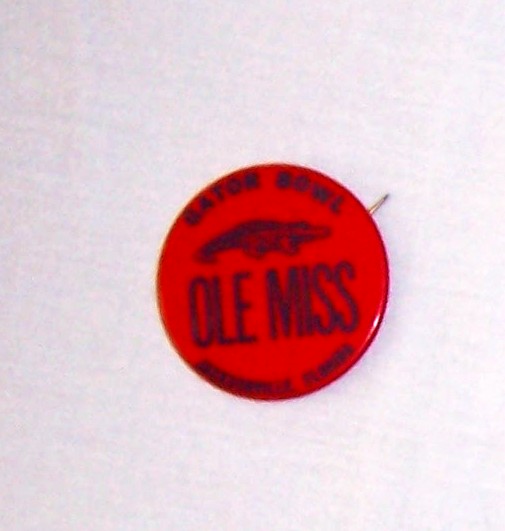 GATOR BOWL
OLE MISS
JACKSONVILLE, FLORIDA